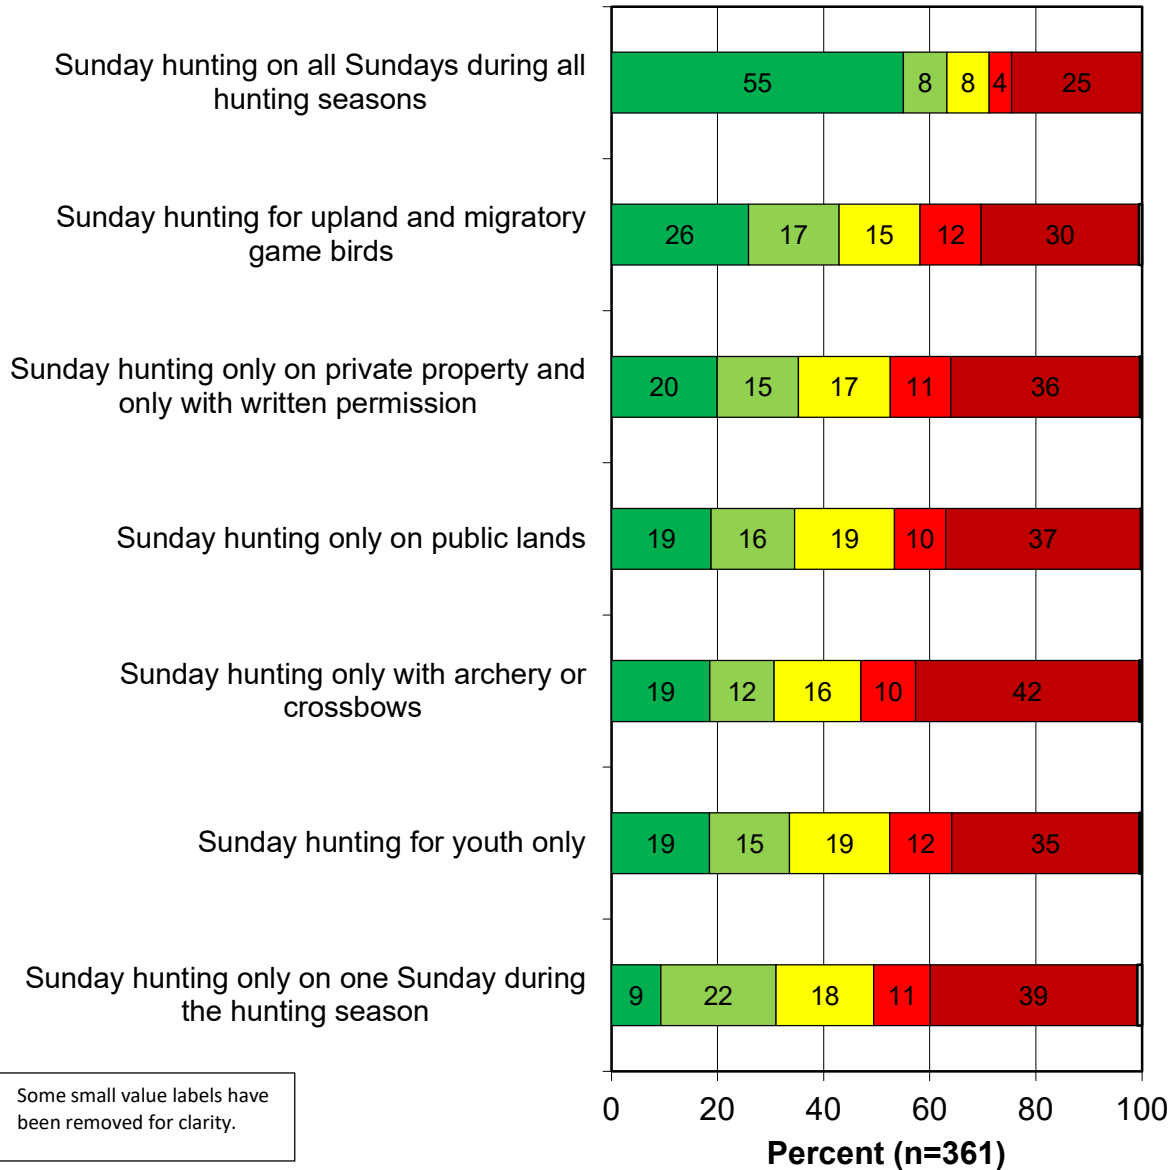 Sunday hunting on all Sundays during all
hunting seasons
55 8 8 4 25
Sunday hunting for upland and migratory
game birds
26 17 15 12 30
Sunday hunting only on private property and
only with written permission
20 15 17 11 36
Sunday hunting only on public lands
19 16 19 10 37
Sunday hunting only with archery or
crossbows
19 12 16 10 42
Sunday hunting for youth only
19 15 19 12 35
Sunday hunting only on one Sunday during
the hunting season
9 22 18 11 39
Some small value labels have
been removed for clarity.
0 20 40 60 80 100
Percent (n=361)